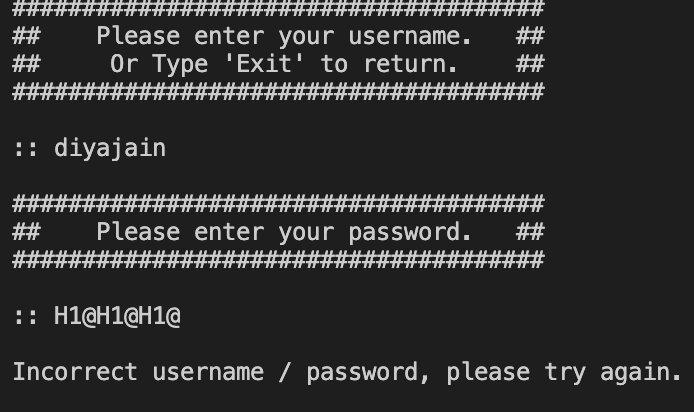 ######################################
##    Please enter your username.   ##
##     Or Type 'Exit' to return.    ##
######################################
:: diyajain
######################################
##    Please enter your password.   ##
######################################
:: H1@H1@H1@
Incorrect username / password, please try again.